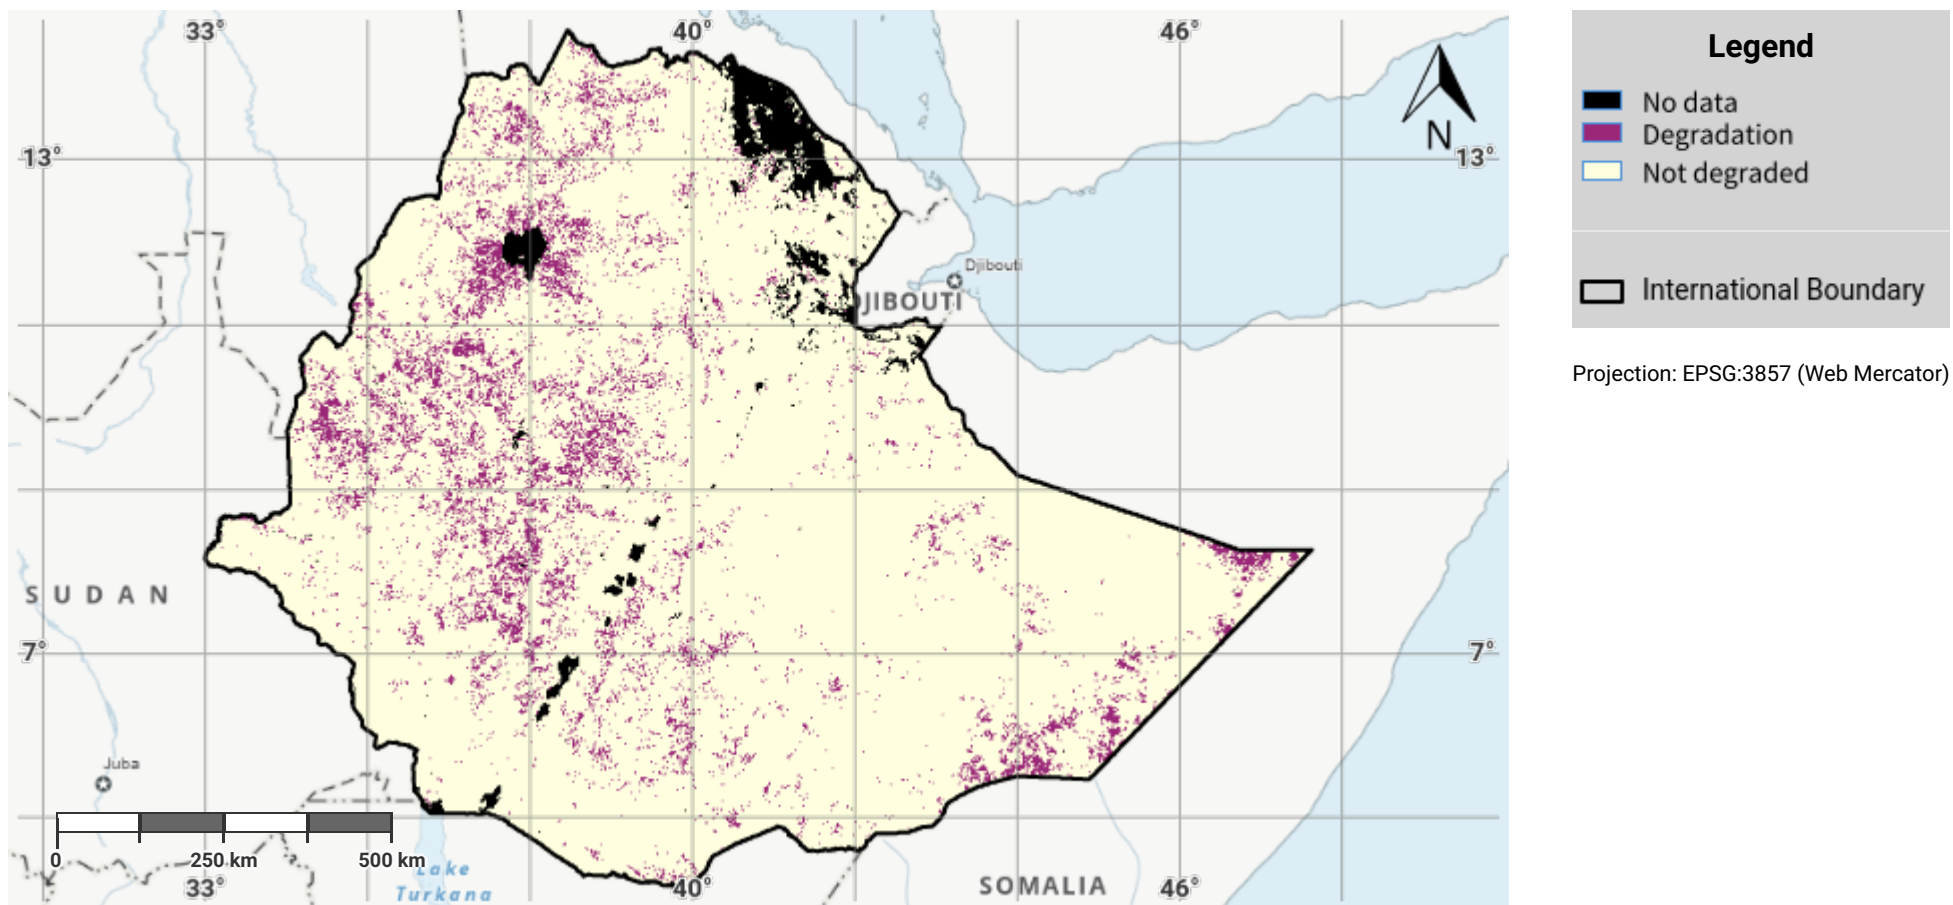 33°
40°
46°
13°
13°
Djibouti
DJIBOUTI
SUDAN
7°
7°
Juba
0
250 km
500 km
Lake
Turkana
33°
40°
SOMALIA
46°
N
Legend
No data
Degradation
Not degraded
International Boundary
Projection: EPSG:3857 (Web Mercator)